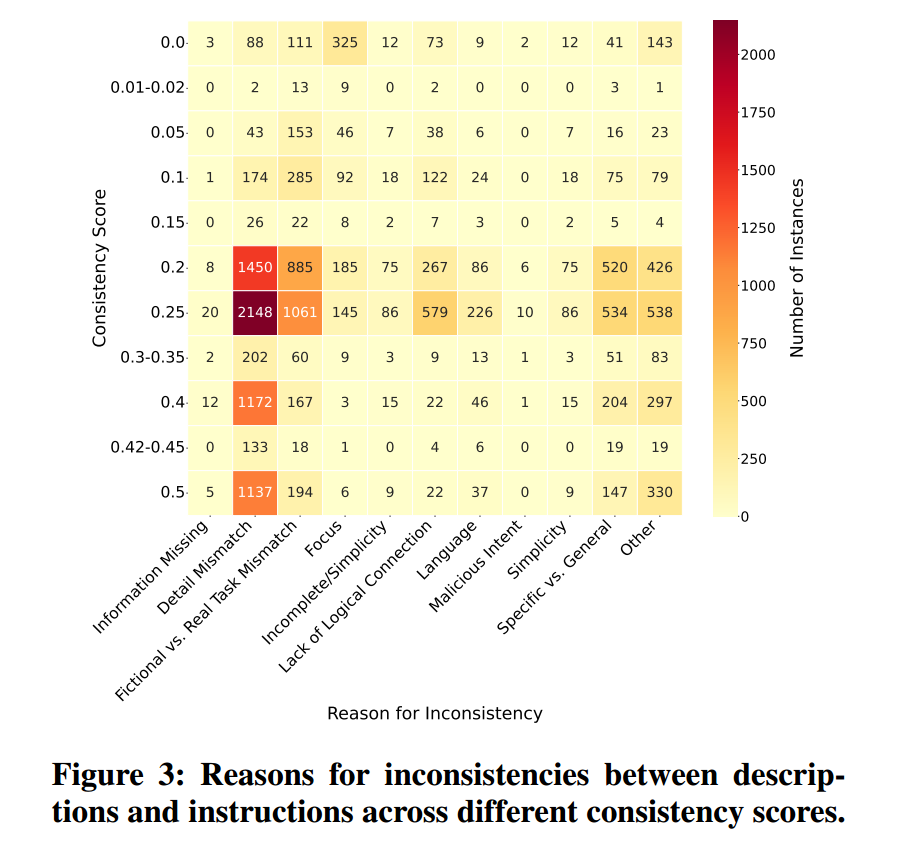 0.0 3 88 111 325 12 73 9 2 12 41 143
0.01-0.02 0 2 13 9 0 2 0 0 0 3 1
0.05 0 43 153 46 7 38 6 0 7 16 23
0.1 1 174 285 92 18 122 24 0 18 75 79
0.15 0 26 22 8 2 7 3 0 2 5 4
0.2 8 1450 885 185 75 267 86 6 75 520 426
0.25 20 2148 1061 145 86 579 226 10 86 534 538
0.3-0.35 2 202 60 9 3 9 13 1 3 51 83
0.4 12 1172 167 3 15 22 46 1 15 204 297
0.42-0.45 0 133 18 1 0 4 6 0 0 19 19
0.5 5 1137 194 6 9 22 37 0 9 147 330
Consistency Score
Information Missing
Detail Mismatch
Fictional vs. Real Task Mismatch
Focus
Incomplete/Simplicity
Lack of Logical Connection
Language
Malicious Intent
Simplicity
Specific vs. General
Other
Reason for Inconsistency
2000
1750
1500
1250
1000
750
500
250
0
Number of Instances
Figure 3: Reasons for inconsistencies between descrip-
tions and instructions across different consistency scores.